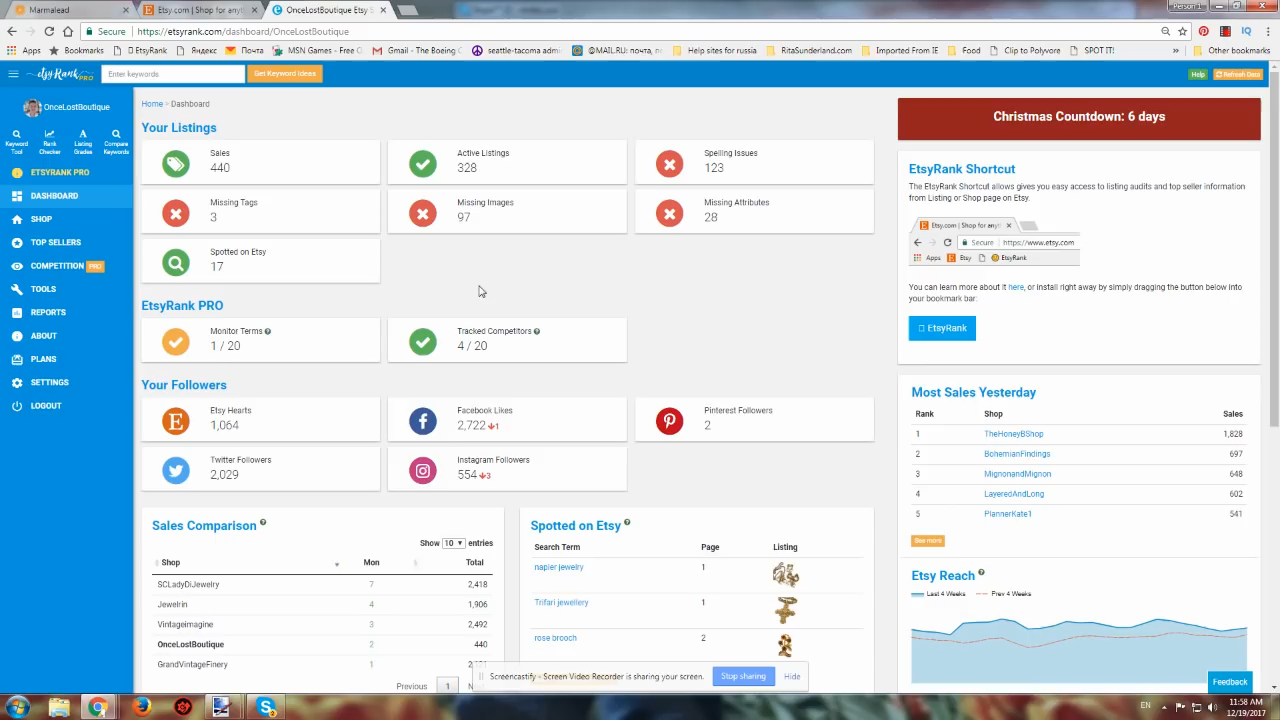 Marmalead
Etsy.com | Shop for anyt
OnceLostBoutique Etsy S
Person 1
Secure
https://etsyrank.com/dashboard/OnceLostBoutique
Apps
Bookmarks
EtsyRank
Яндекс
Почта
MSN Games - Free G
Gmail - The Boeing C
seattle-tacoma admin
@MAIL.RU: почта, по
Help sites for russian
RitaSunderland.com
Imported From IE
Food
Clip to Polyvore
SPOT IT!
Other bookmarks
etsyRank PRO
Enter keywords
Get Keyword Ideas
Help
Refresh Data
OnceLostBoutique
Keyword Tool
Rank Checker
Listing Grades
Compare Keywords
ETSYRANK PRO
DASHBOARD
SHOP
TOP SELLERS
COMPETITION PRO
TOOLS
REPORTS
ABOUT
PLANS
SETTINGS
LOGOUT
Home > Dashboard
Your Listings
Sales
440
Active Listings
328
Spelling Issues
123
Missing Tags
3
Missing Images
97
Missing Attributes
28
Spotted on Etsy
17
EtsyRank PRO
Monitor Terms
1 / 20
Tracked Competitors
4 / 20
Your Followers
Etsy Hearts
1,064
Facebook Likes
2,722 1
Pinterest Followers
2
Twitter Followers
2,029
Instagram Followers
554 3
Sales Comparison
Show 10 entries
Shop Mon Total
SCLadyDiJewelry 7 2,418
Jewelrin 4 1,906
Vintageimagine 3 2,492
OnceLostBoutique 2 440
GrandVintageFinery 1
Previous 1
Spotted on Etsy
Search Term Page Listing
napier jewelry 1
Trifari jewellery 1
rose brooch 2
Screencastify - Screen Video Recorder is sharing your screen.
Stop sharing
Hide
Christmas Countdown: 6 days
EtsyRank Shortcut
The EtsyRank Shortcut allows gives you easy access to listing audits and top seller information
from Listing or Shop page on Etsy.
Etsy.com | Shop for anyt
Secure
https://www.etsy.com
Apps Etsy EtsyRank
You can learn more about it here, or install right away by simply dragging the button below into
your bookmark bar:
EtsyRank
Most Sales Yesterday
Rank Shop Sales
1 TheHoneyBShop 1,828
2 BohemianFindings 697
3 MignonandMignon 648
4 LayeredAndLong 602
5 PlannerKate1 541
See more
Etsy Reach
Last 4 Weeks
Prev 4 Weeks
Feedback
EN
11:58 AM
12/19/2017